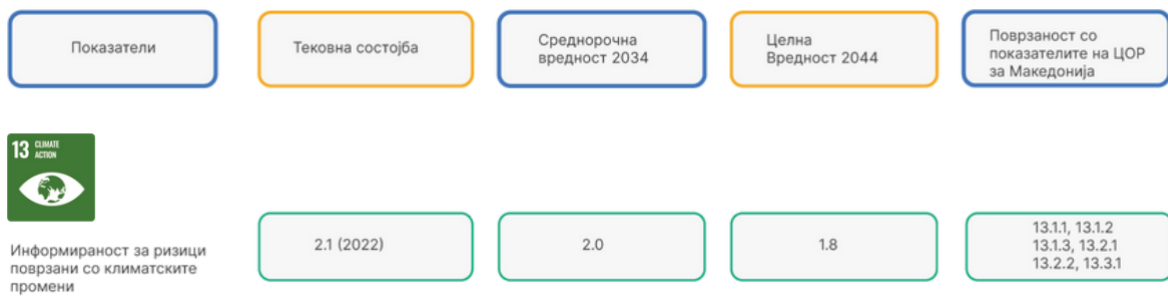 Показатели
Тековна состојба
Среднорочна
вредност 2034
Целна
Вредност 2044
Поврзаност со
показателите на ЦОР
за Македонија
13 CLIMATE
ACTION
Информираност за ризици
поврзани со климатските
промени
2.1 (2022)
2.0
1.8
13.1.1, 13.1.2
13.1.3, 13.2.1
13.2.2, 13.3.1